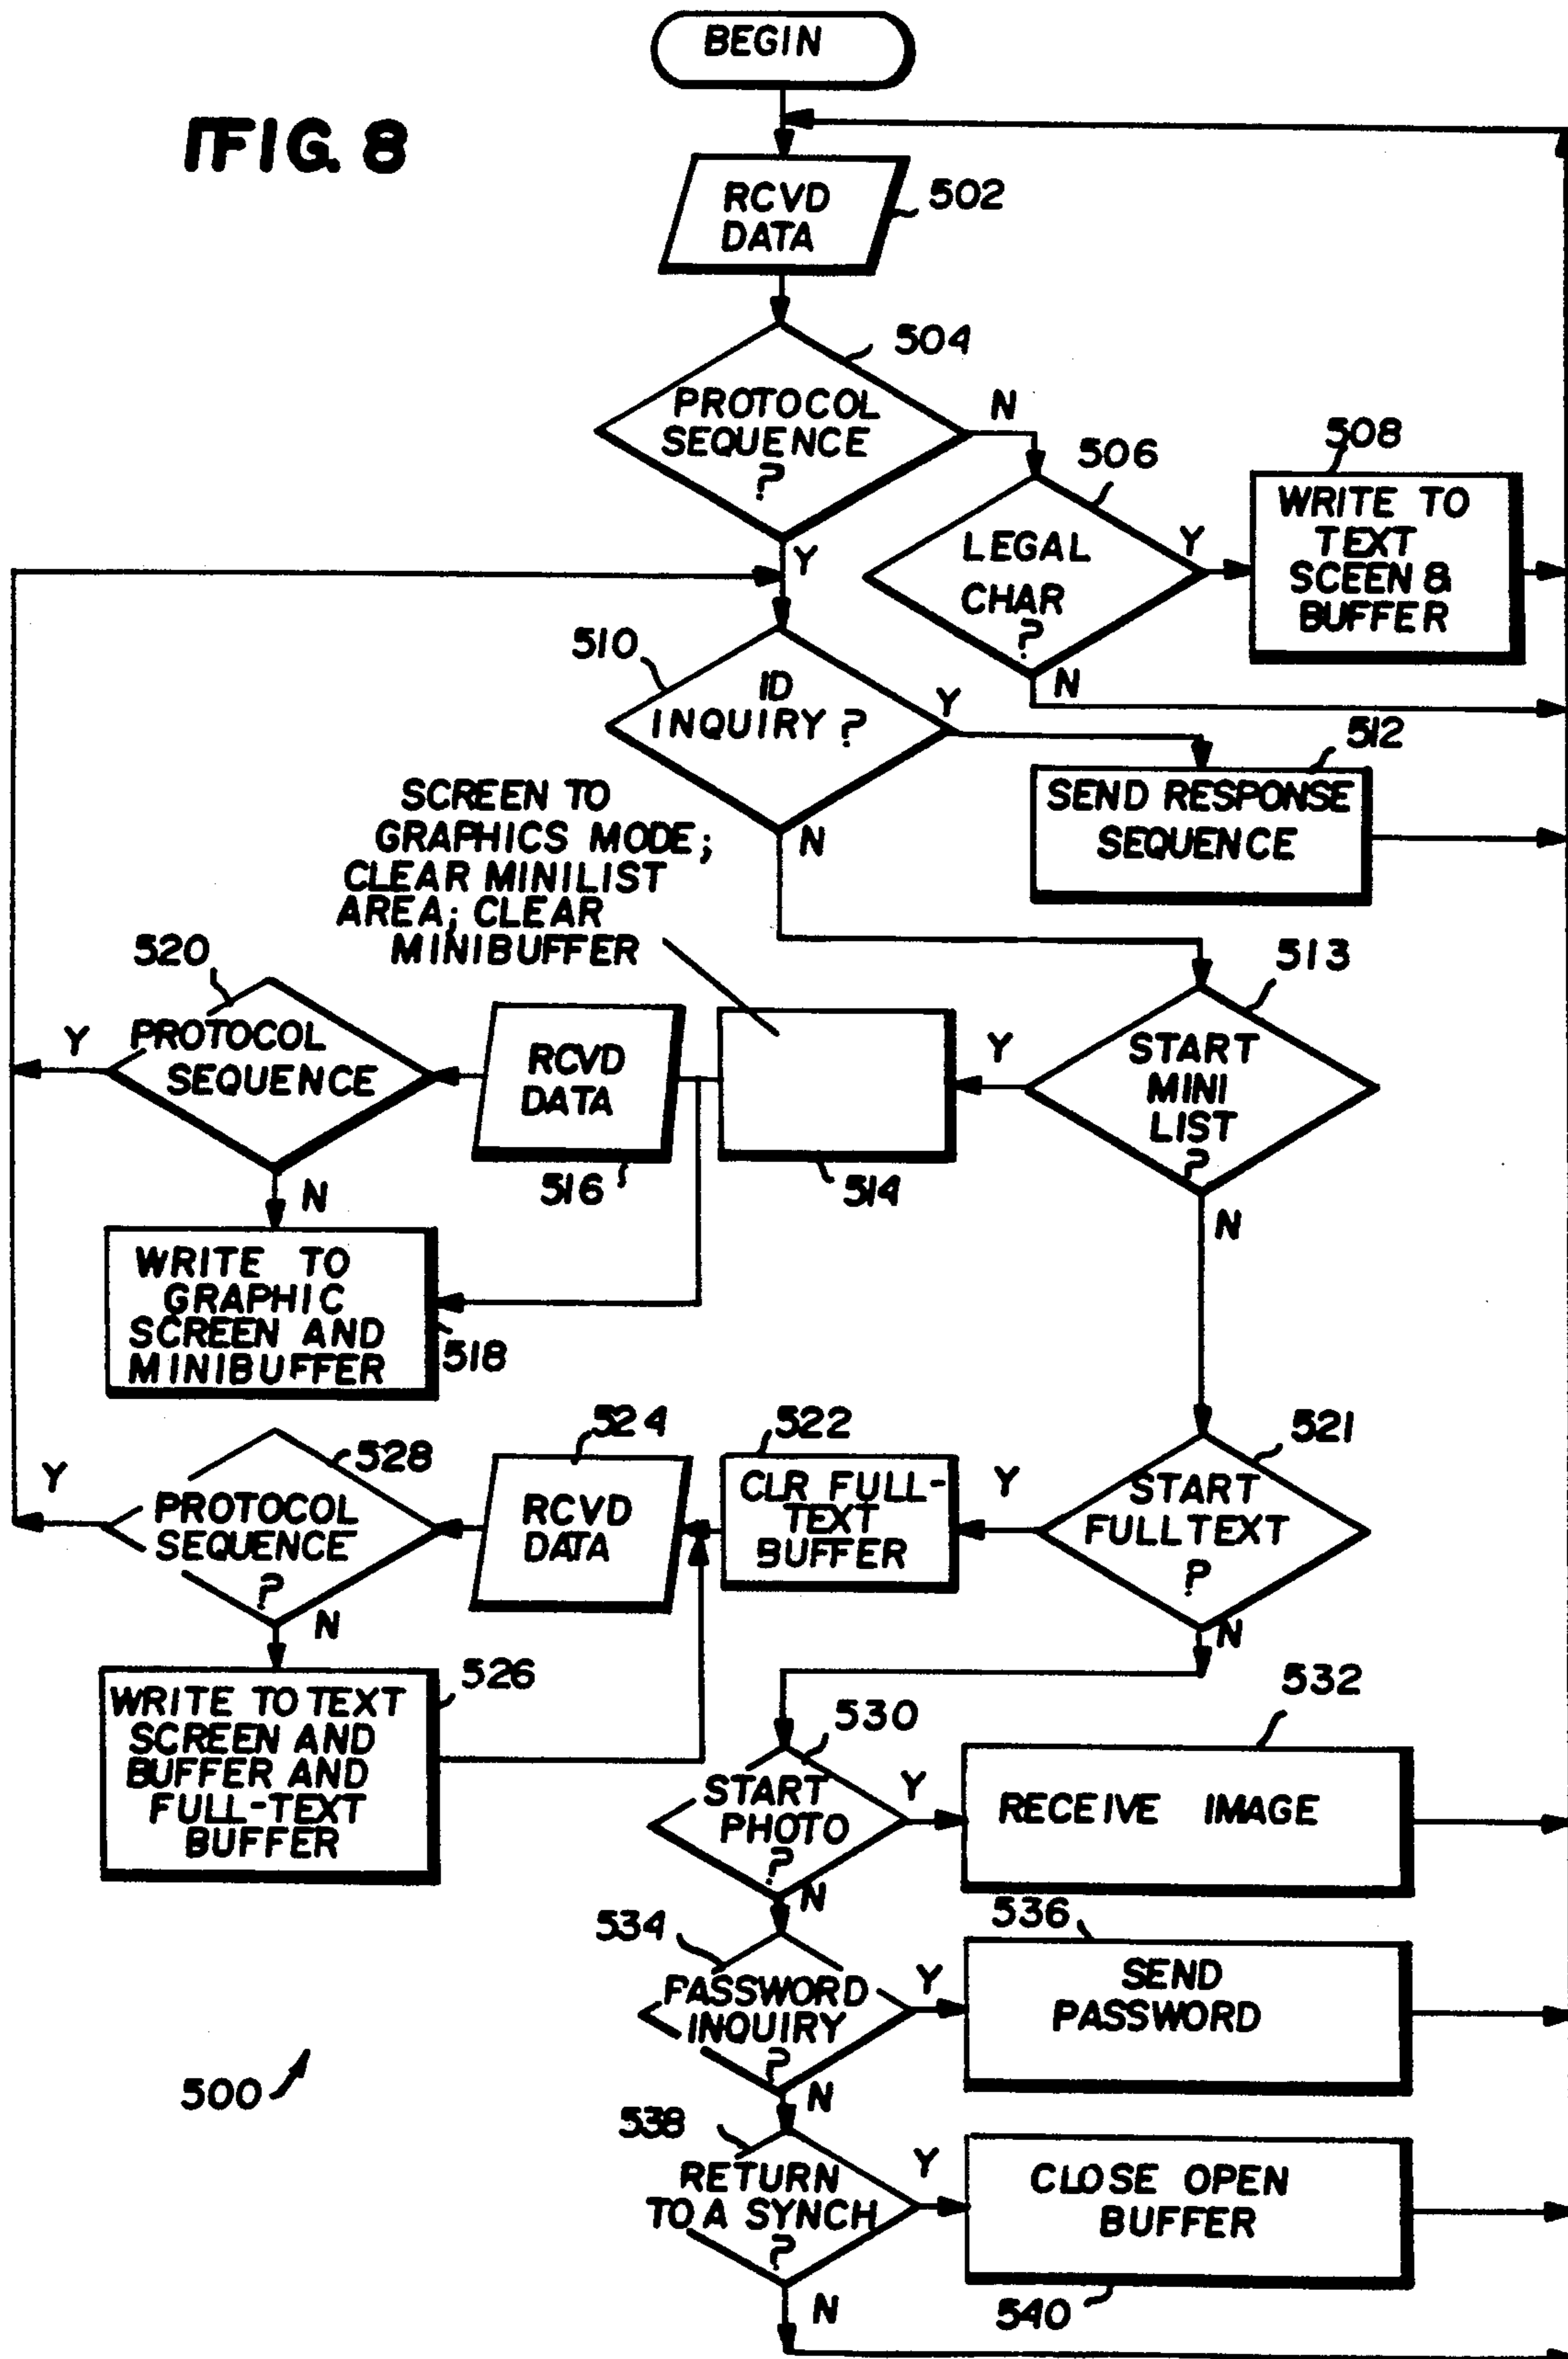 BEGIN
FIG. 8
RCVD
DATA
502
504
PROTOCOL
SEQUENCE
?
N
Y
506
LEGAL
CHAR
?
Y
N
508
WRITE TO
TEXT
SCEEN &
BUFFER
510
ID
INQUIRY ?
Y
N
512
SEND RESPONSE
SEQUENCE
SCREEN TO
GRAPHICS MODE;
CLEAR MINILIST
AREA; CLEAR
MINIBUFFER
513
START
MINI
LIST
?
Y
N
514
RCVD
DATA
516
520
PROTOCOL
SEQUENCE
Y
N
WRITE TO
GRAPHIC
SCREEN AND
MINIBUFFER
518
521
START
FULLTEXT
?
Y
N
522
CLR FULL-
TEXT
BUFFER
524
RCVD
DATA
528
PROTOCOL
SEQUENCE
?
Y
N
526
WRITE TO TEXT
SCREEN AND
BUFFER AND
FULL-TEXT
BUFFER
530
START
PHOTO
?
Y
N
532
RECEIVE IMAGE
534
PASSWORD
INQUIRY
?
Y
N
536
SEND
PASSWORD
500
538
RETURN
TO A SYNCH
?
Y
N
CLOSE OPEN
BUFFER
540